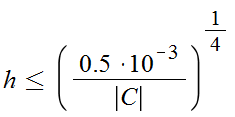 h ≤ (0.5 · 10^-3 / |C|)^(1/4)